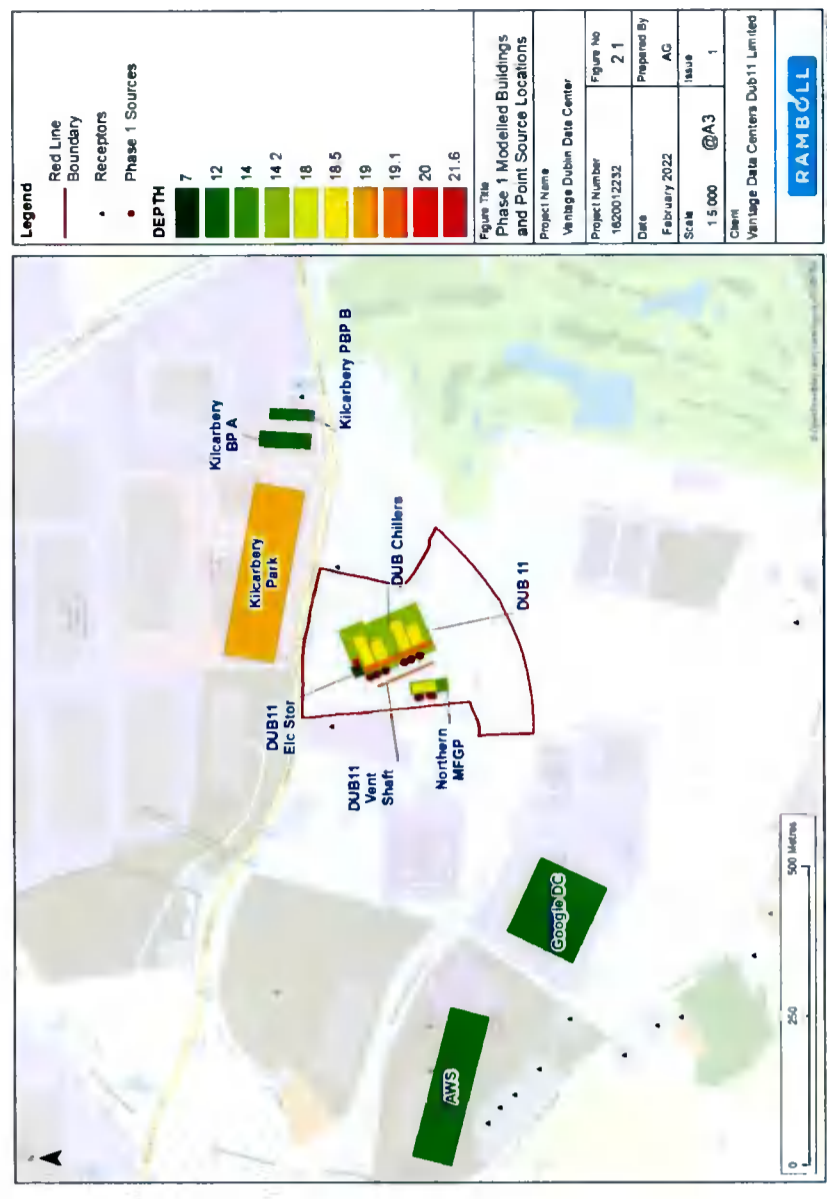 Legend
Red Line
Boundary
Receptors
Phase 1 Sources
DEPTH
7
12
14
14 2
18
18.5
19
19.1
20
21.6
Figure Title
Phase 1 Modelled Buildings
and Point Source Locations
Project Name
Vantage Dublin Data Center
Project Number
1620012232
Figure No
2 1
Date
February 2022
Prepared By
AG
Scale
1 5 000 @A3
Issue
1
Client
Vantage Data Centers Dub11 Limited
RAMBOLL
Kilcarbery
BP A
Kilcarbery PBP B
Kilcarbery
Park
DUB Chillers
DUB 11
DUB11
Elc Stor
DUB11
Vent
Shaft
Northern
MFGP
Google DC
AWS
0
250
500 Metres